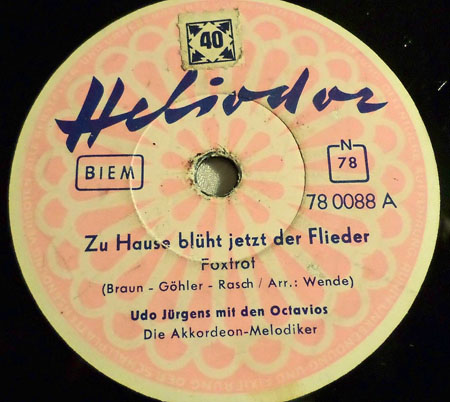 40
Heliodor
BIEM
N
78
78 0088 A
Zu Hause blüht jetzt der Flieder
Foxtrot
(Braun - Göhler - Rasch / Arr.: Wende)
Udo Jürgens mit den Octavios
Die Akkordeon-Melodiker